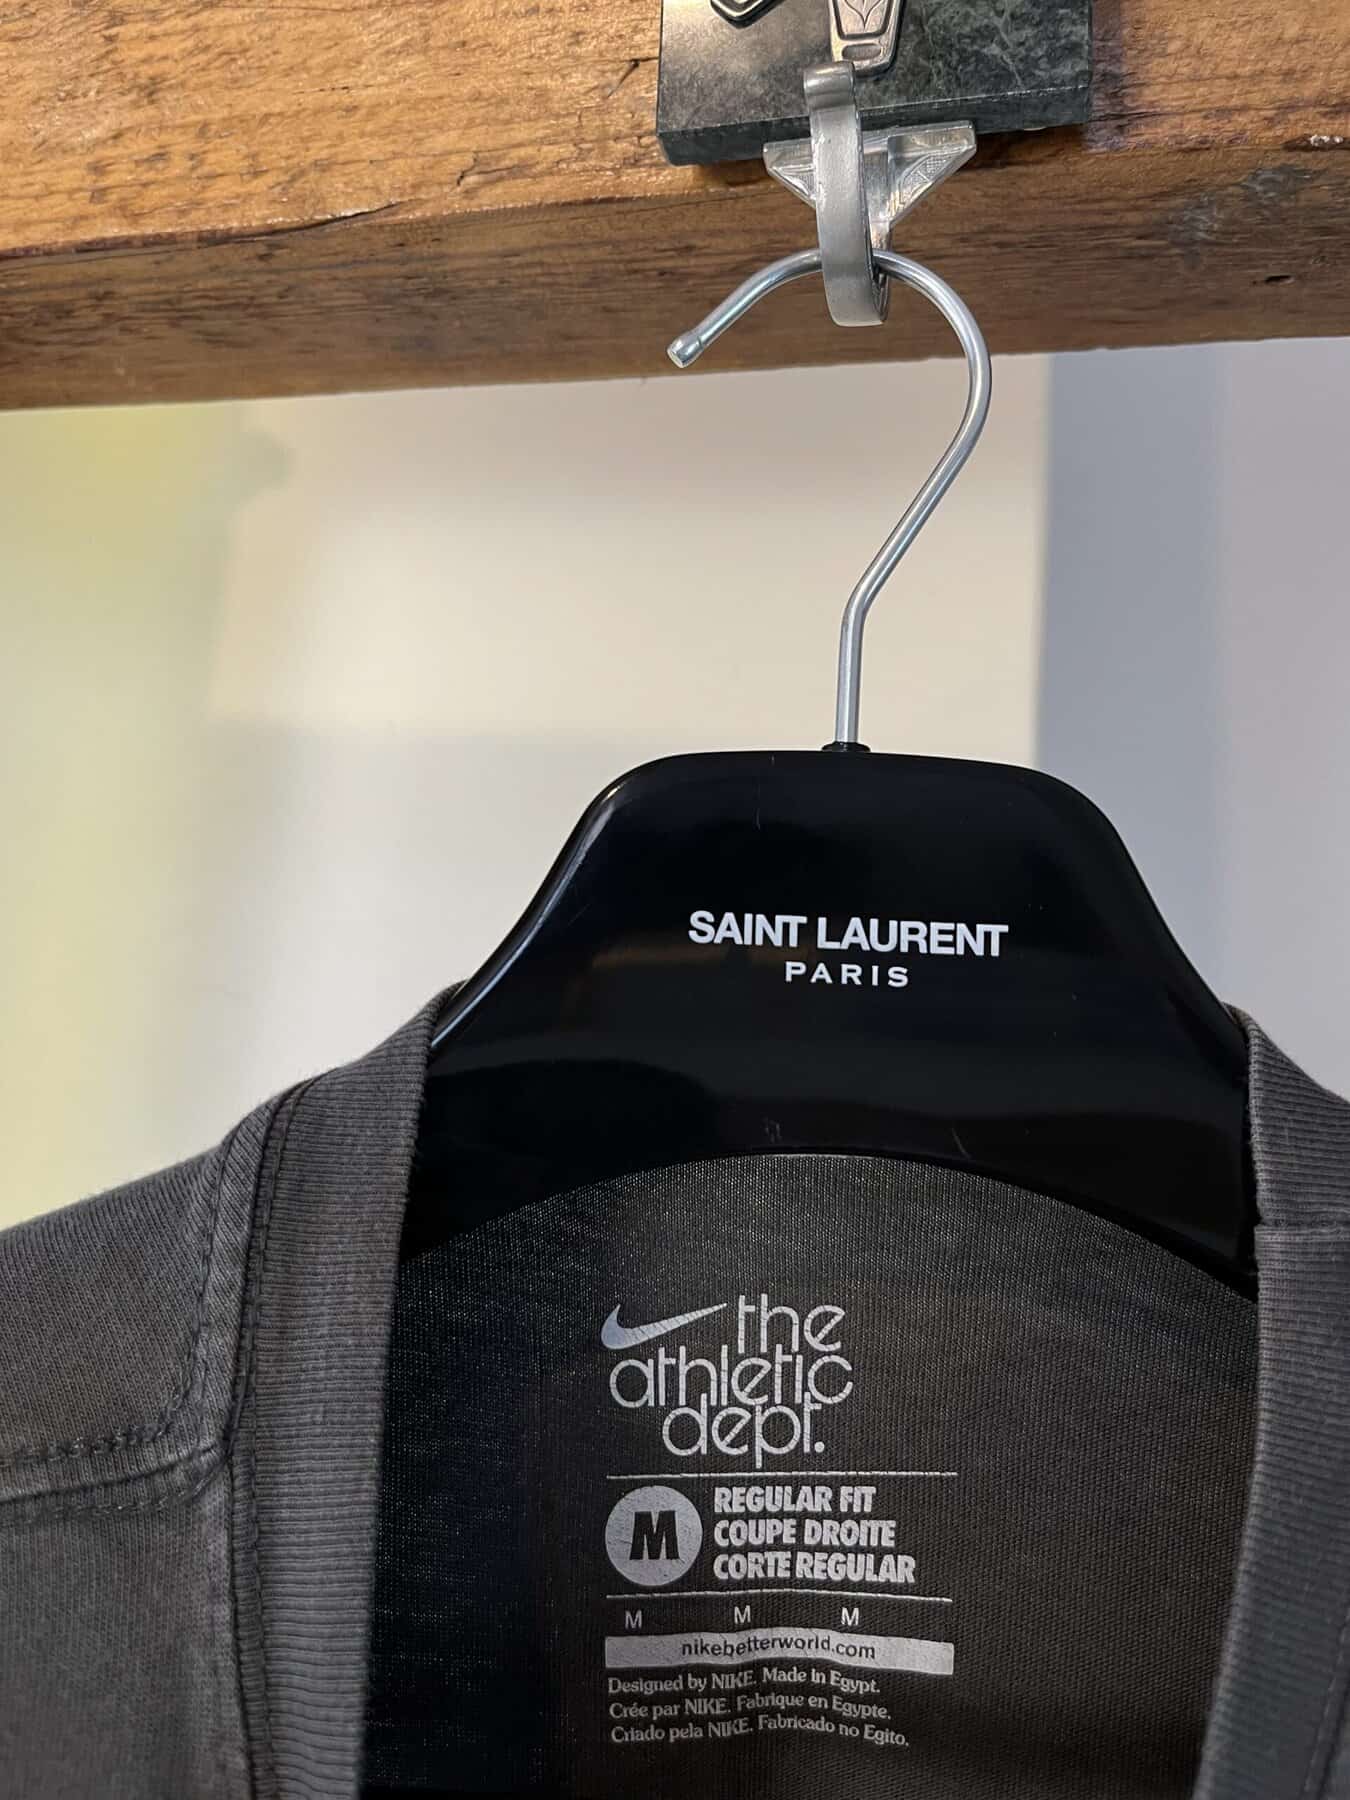 SAINT LAURENT
PARIS
the
athletic
dept.
M
REGULAR FIT
COUPE DROITE
CORTE REGULAR
M M M
nikebetterworld.com
Designed by NIKE. Made in Egypt.
Crée par NIKE. Fabrique en Egypte.
Criado pela NIKE. Fabricado no Egito.